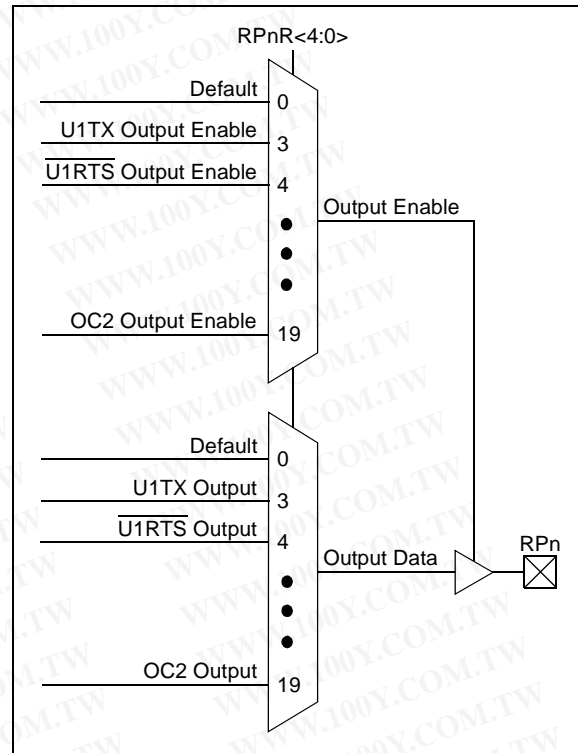 RPnR<4:0>
Default
0
U1TX Output Enable
3
U1RTS Output Enable
4
Output Enable
OC2 Output Enable
19
Default
0
U1TX Output
3
U1RTS Output
4
Output Data
RPn
OC2 Output
19
WWW.100Y.COM.TW